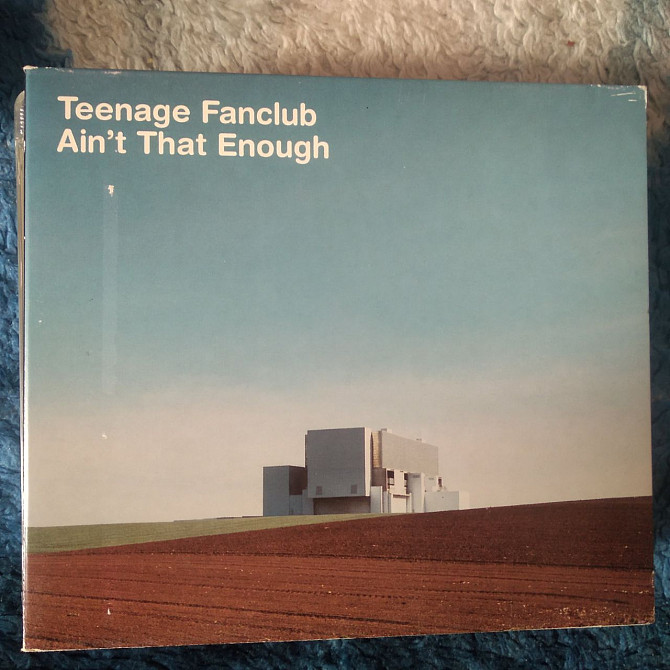 Teenage Fanclub
Ain't That Enough